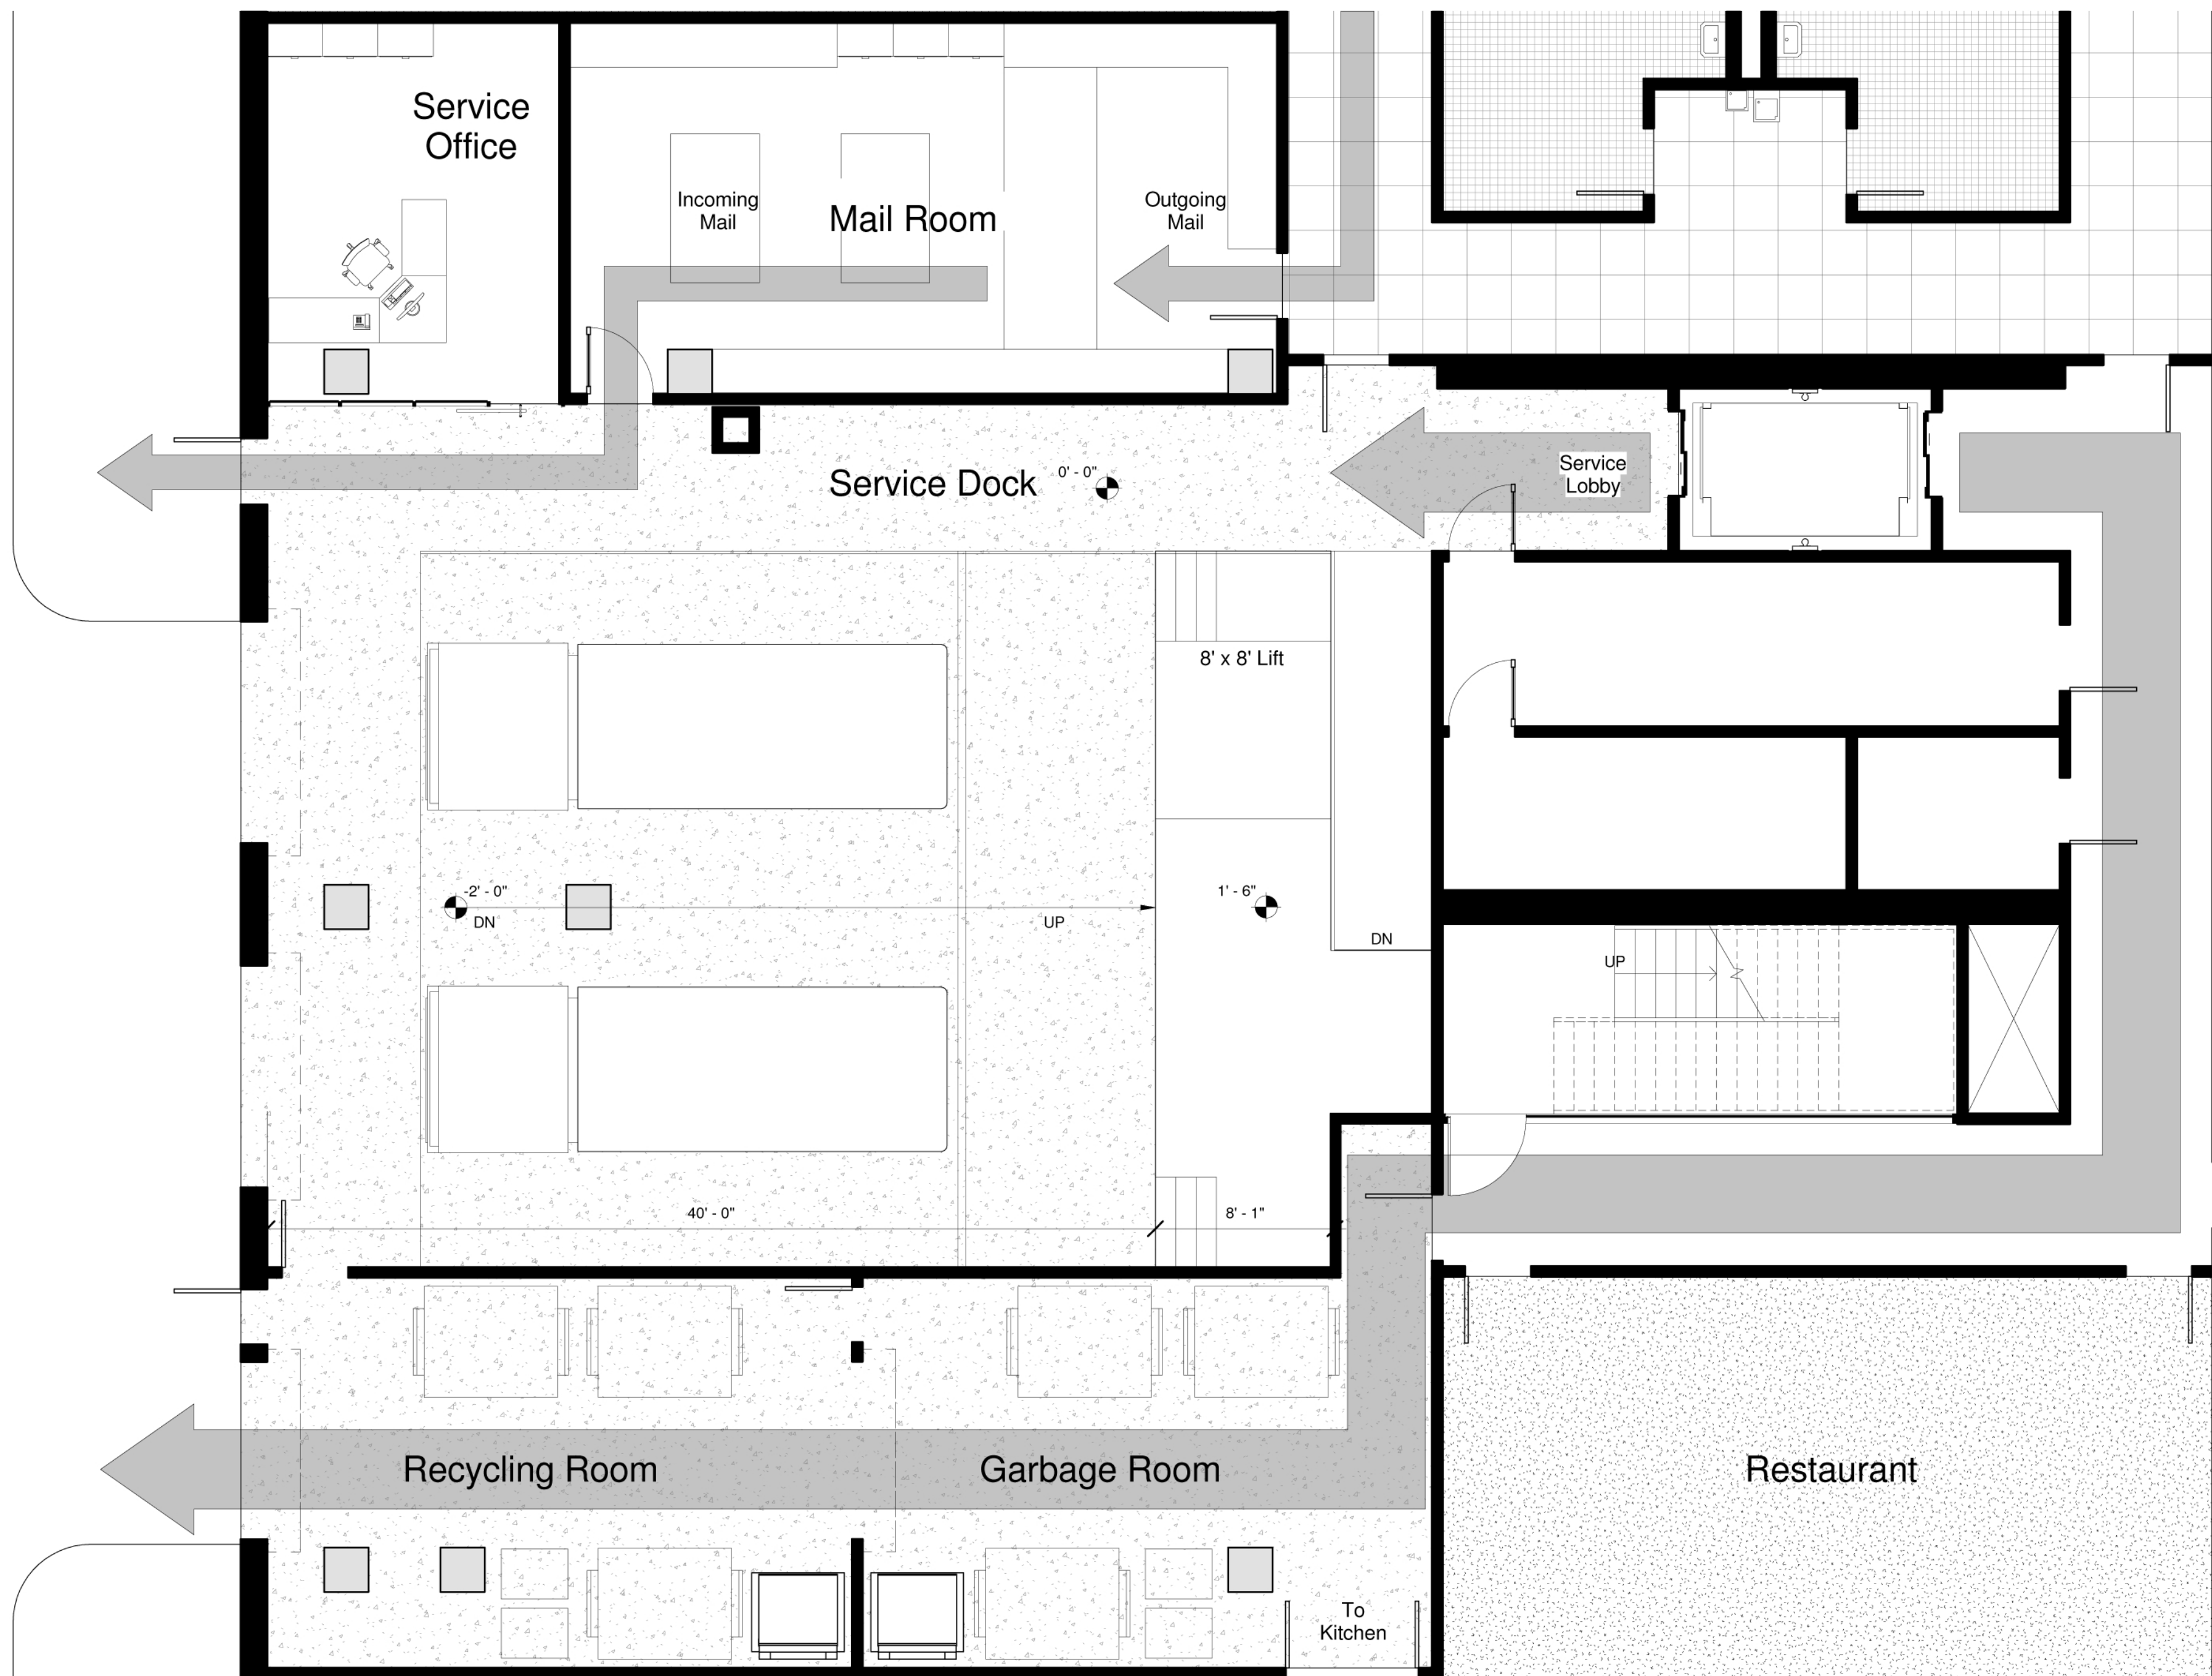 Service
Office
Incoming
Mail
Mail Room
Outgoing
Mail
Service Dock
0' - 0"
Service
Lobby
8' x 8' Lift
-2' - 0"
DN
UP
1' - 6"
DN
UP
40' - 0"
8' - 1"
Recycling Room
Garbage Room
Restaurant
To
Kitchen